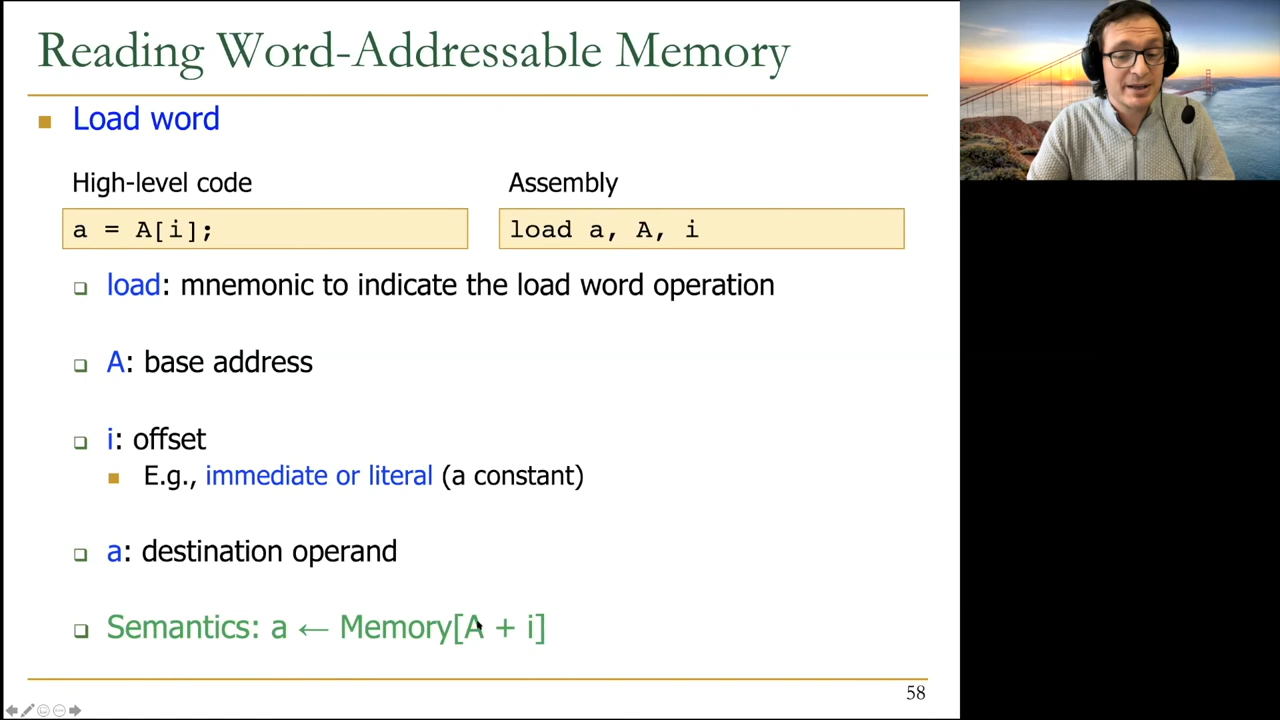 Reading Word-Addressable Memory
Load word
High-level code
Assembly
a = A[i];
load a, A, i
load: mnemonic to indicate the load word operation
A: base address
i: offset
E.g., immediate or literal (a constant)
a: destination operand
Semantics: a ← Memory[A + i]
58